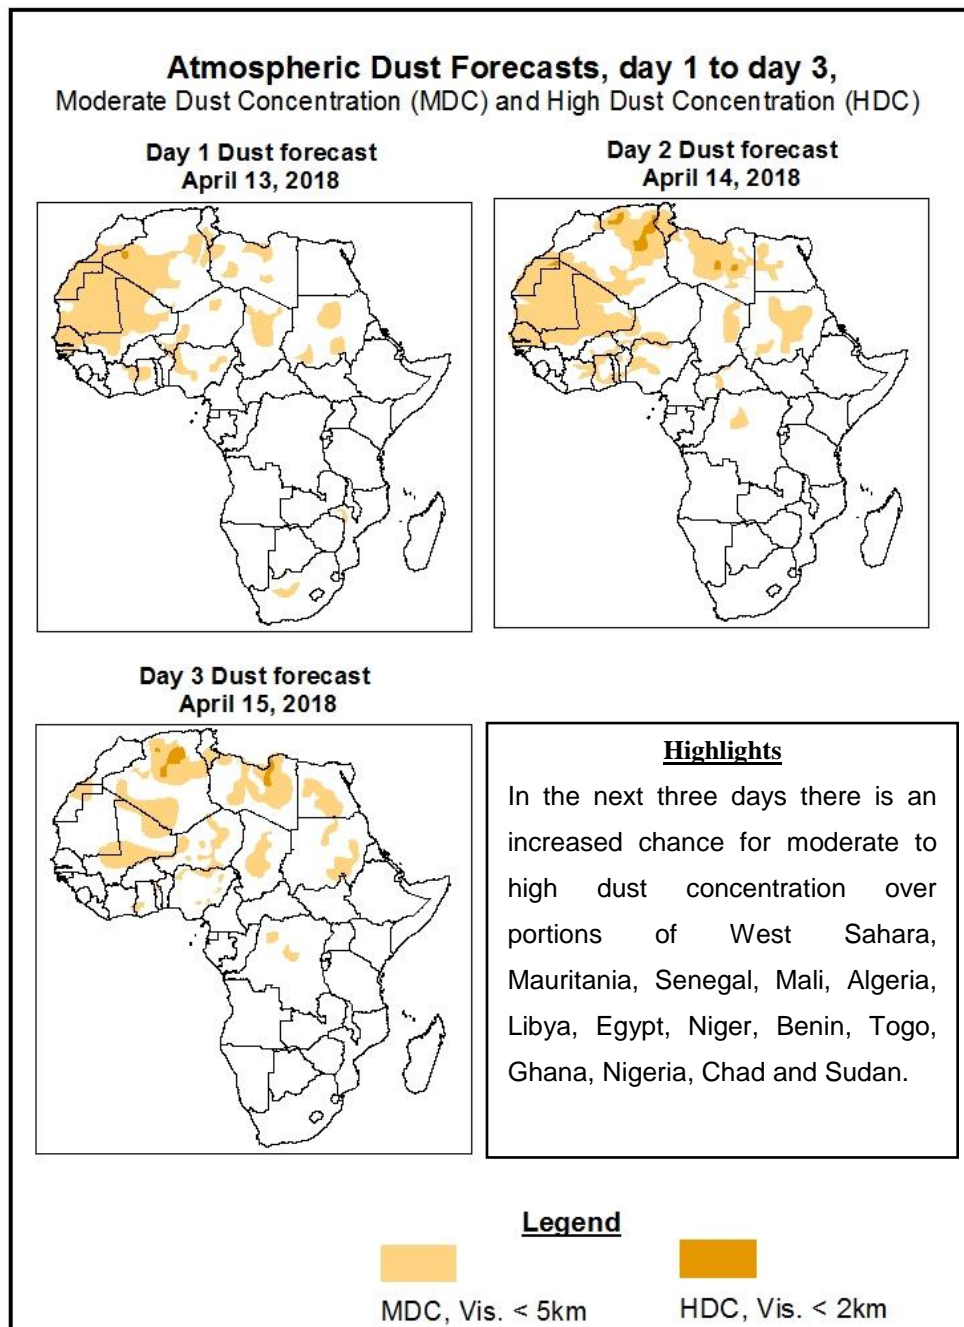 Atmospheric Dust Forecasts, day 1 to day 3,
Moderate Dust Concentration (MDC) and High Dust Concentration (HDC)
Day 1 Dust forecast
April 13, 2018
Day 2 Dust forecast
April 14, 2018
Day 3 Dust forecast
April 15, 2018
Highlights
In the next three days there is an
increased chance for moderate to
high dust concentration over
portions of West Sahara,
Mauritania, Senegal, Mali, Algeria,
Libya, Egypt, Niger, Benin, Togo,
Ghana, Nigeria, Chad and Sudan.
Legend
MDC, Vis. < 5km
HDC, Vis. < 2km